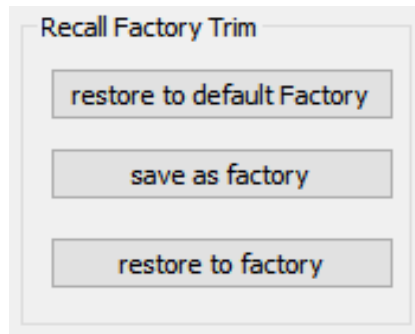 Recall Factory Trim
restore to default Factory
save as factory
restore to factory